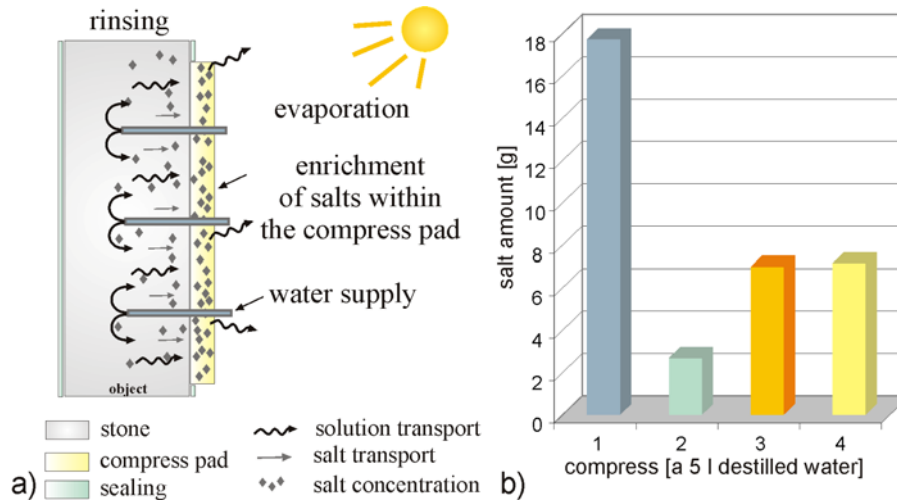 rinsing
evaporation
enrichment
of salts within
the compress pad
water supply
object
stone
compress pad
sealing
solution transport
salt transport
salt concentration
a)
salt amount [g]
18
16
14
12
10
8
6
4
2
0
1 2 3 4
compress [a 5 l destilled water]
b)